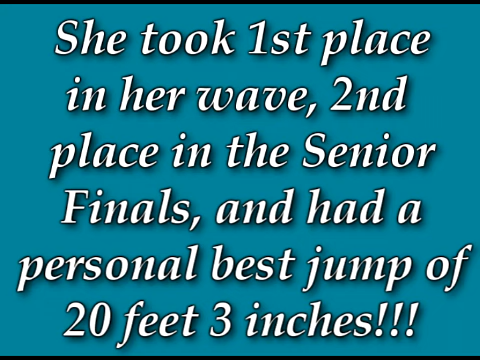 She took 1st place
in her wave, 2nd
place in the Senior
Finals, and had a
personal best jump of
20 feet 3 inches!!!